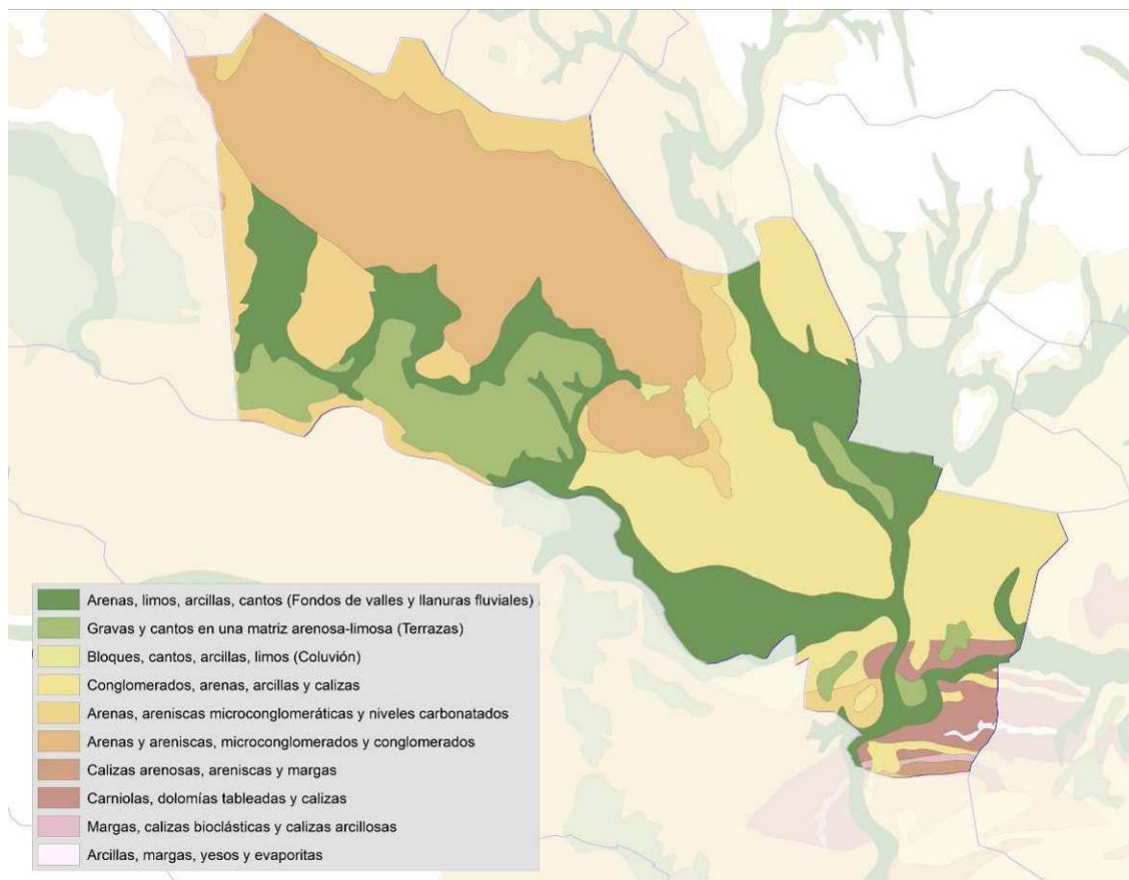 Arenas, limos, arcillas, cantos (Fondos de valles y llanuras fluviales)
Gravas y cantos en una matriz arenosa-limosa (Terrazas)
Bloques, cantos, arcillas, limos (Coluvión)
Conglomerados, arenas, arcillas y calizas
Arenas, areniscas microconglomeráticas y niveles carbonatados
Arenas y areniscas, microconglomerados y conglomerados
Calizas arenosas, areniscas y margas
Carniolas, dolomías tableadas y calizas
Margas, calizas bioclásticas y calizas arcillosas
Arcillas, margas, yesos y evaporitas